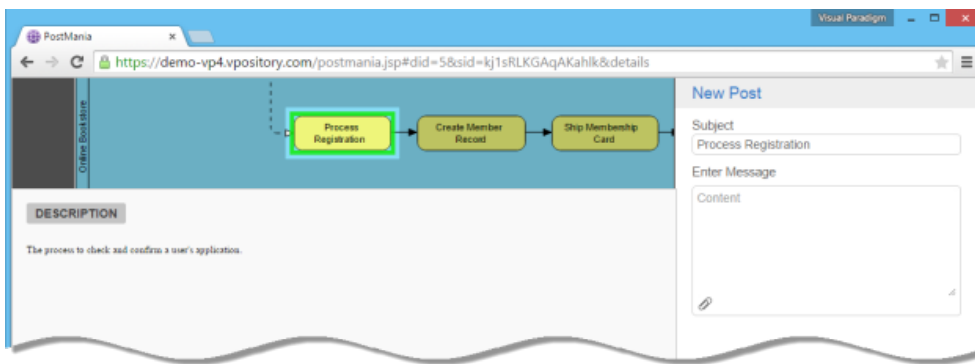 Visual Paradigm
PostMania
https://demo-vp4.vpository.com/postmania.jsp#did=5&sid=kj1sRLKGAqAKahlk&details
Online Bookstore
Process
Registration
Create Member
Record
Ship Membership
Card
New Post
Subject
Process Registration
Enter Message
Content
DESCRIPTION
The process to check and confirm a user's application.